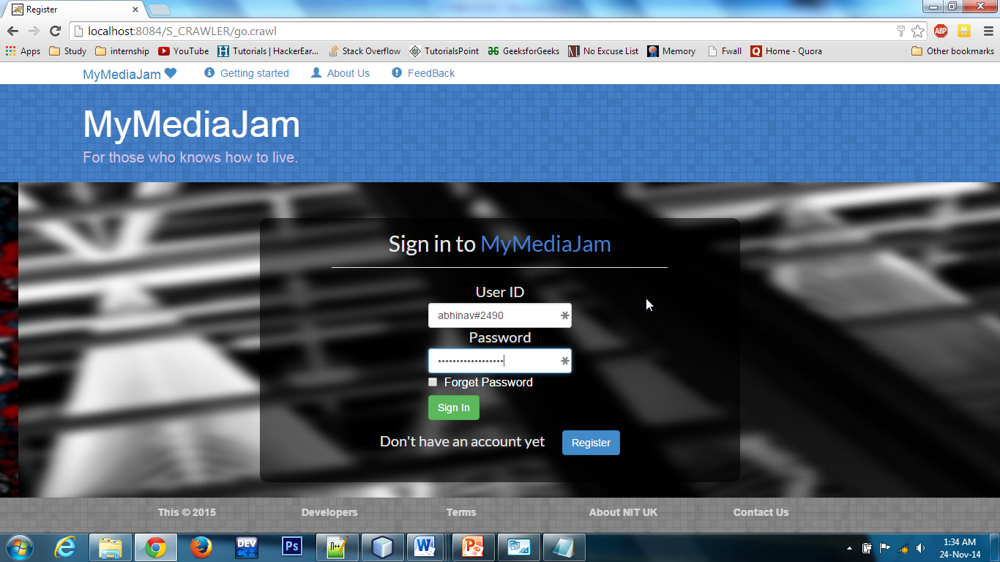 Register
localhost:8084/S_CRAWLER/go.crawl
Apps Study internship YouTube Tutorials | HackerEar... Stack Overflow TutorialsPoint GeeksforGeeks No Excuse List Memory Fwall Home - Quora Other bookmarks
MyMediaJam Getting started About Us FeedBack
MyMediaJam
For those who knows how to live.
Sign in to MyMediaJam
User ID
abhinav#2490
Password
••••••••••••••••••
Forget Password
Sign In
Don't have an account yet Register
This © 2015 Developers Terms About NIT UK Contact Us
1:34 AM
24-Nov-14